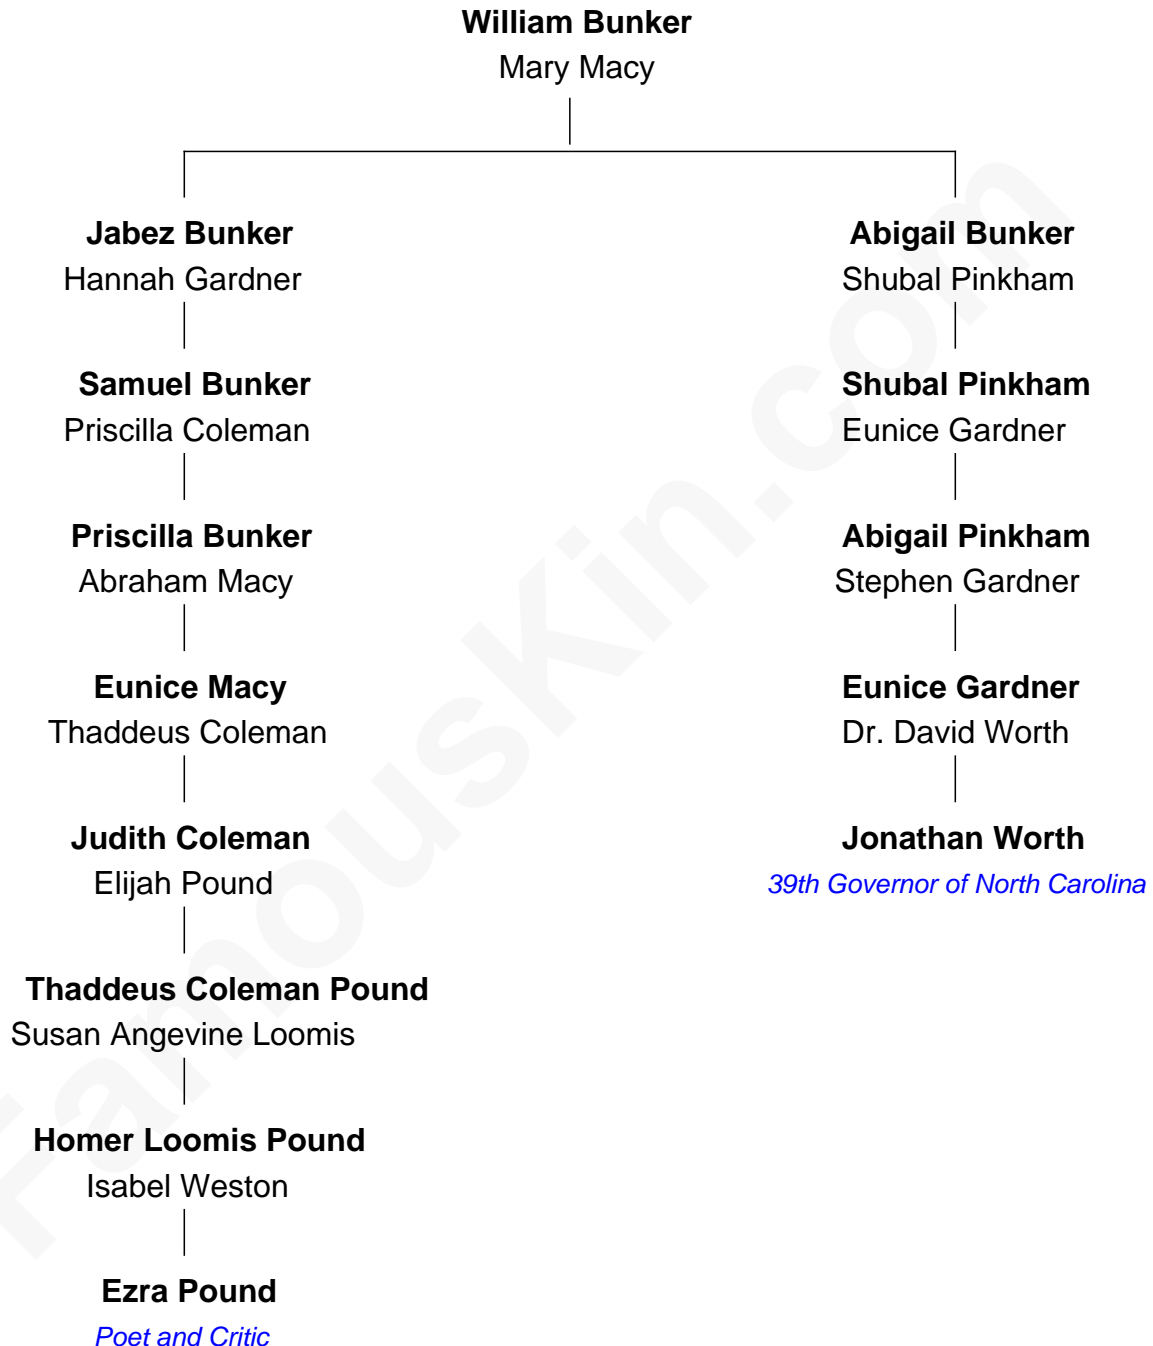 William Bunker
Mary Macy
Jabez Bunker
Hannah Gardner
Abigail Bunker
Shubal Pinkham
Samuel Bunker
Priscilla Coleman
Shubal Pinkham
Eunice Gardner
Priscilla Bunker
Abraham Macy
Abigail Pinkham
Stephen Gardner
Eunice Macy
Thaddeus Coleman
Eunice Gardner
Dr. David Worth
Judith Coleman
Elijah Pound
Jonathan Worth
39th Governor of North Carolina
Thaddeus Coleman Pound
Susan Angevine Loomis
Homer Loomis Pound
Isabel Weston
Ezra Pound
Poet and Critic
FamousKin.com